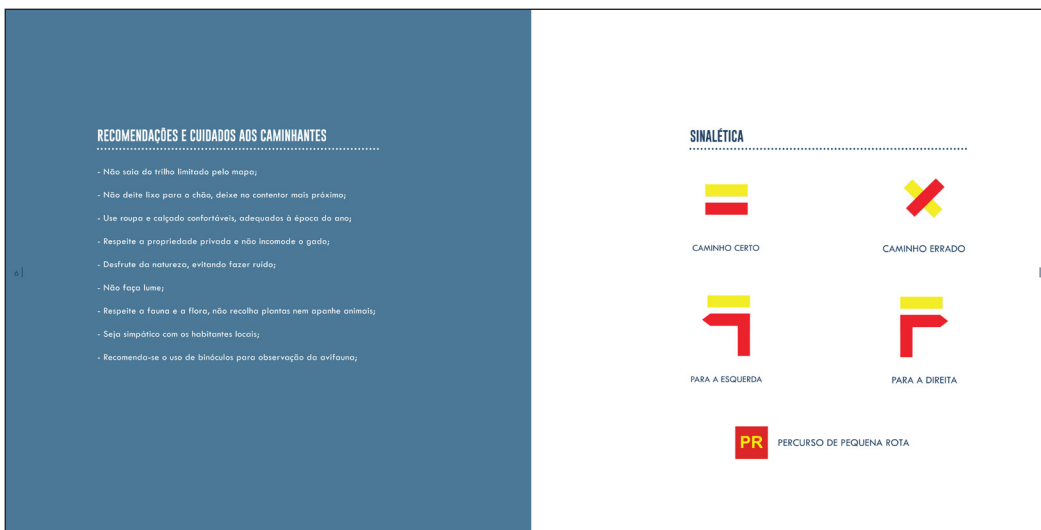 RECOMENDAÇÕES E CUIDADOS AOS CAMINHANTES
- Não saia do trilho limitado pelo mapa;
- Não deite lixo para o chão, deixe no contentor mais próximo;
- Use roupa e calçado confortáveis, adequados à época do ano;
- Respeite a propriedade privada e não incomode o gado;
- Desfrute da natureza, evitando fazer ruído;
- Não faça lume;
- Respeite a fauna e a flora, não recolha plantas nem apanhe animais;
- Seja simpático com os habitantes locais;
- Recomenda-se o uso de binóculos para observação da avifauna;
6 |
SINALÉTICA
CAMINHO CERTO
CAMINHO ERRADO
PARA A ESQUERDA
PARA A DIREITA
PR
PERCURSO DE PEQUENA ROTA
|